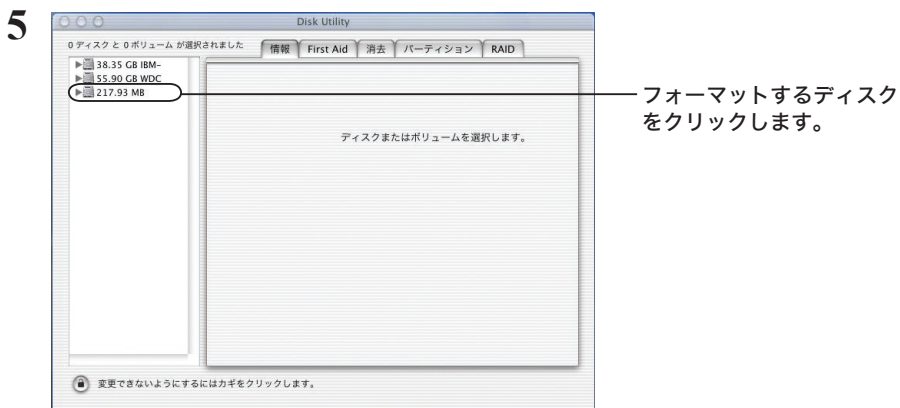 5
Disk Utility
0 ディスク と 0 ボリューム が選択されました
情報 First Aid 消去 パーティション RAID
38.35 GB IBM-
55.90 GB WDC
217.93 MB
フォーマットするディスク
をクリックします。
ディスクまたはボリュームを選択します。
変更できないようにするにはカギをクリックします。